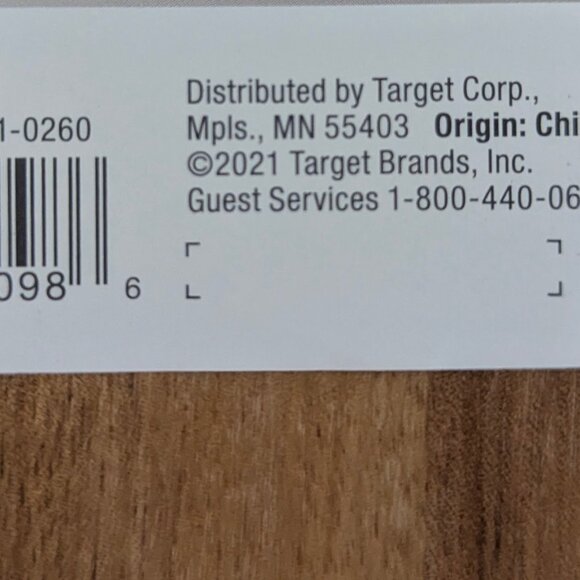 Distributed by Target Corp.,
1-0260 Mpls., MN 55403 Origin: Chi
©2021 Target Brands, Inc.
Guest Services 1-800-440-06
098 6